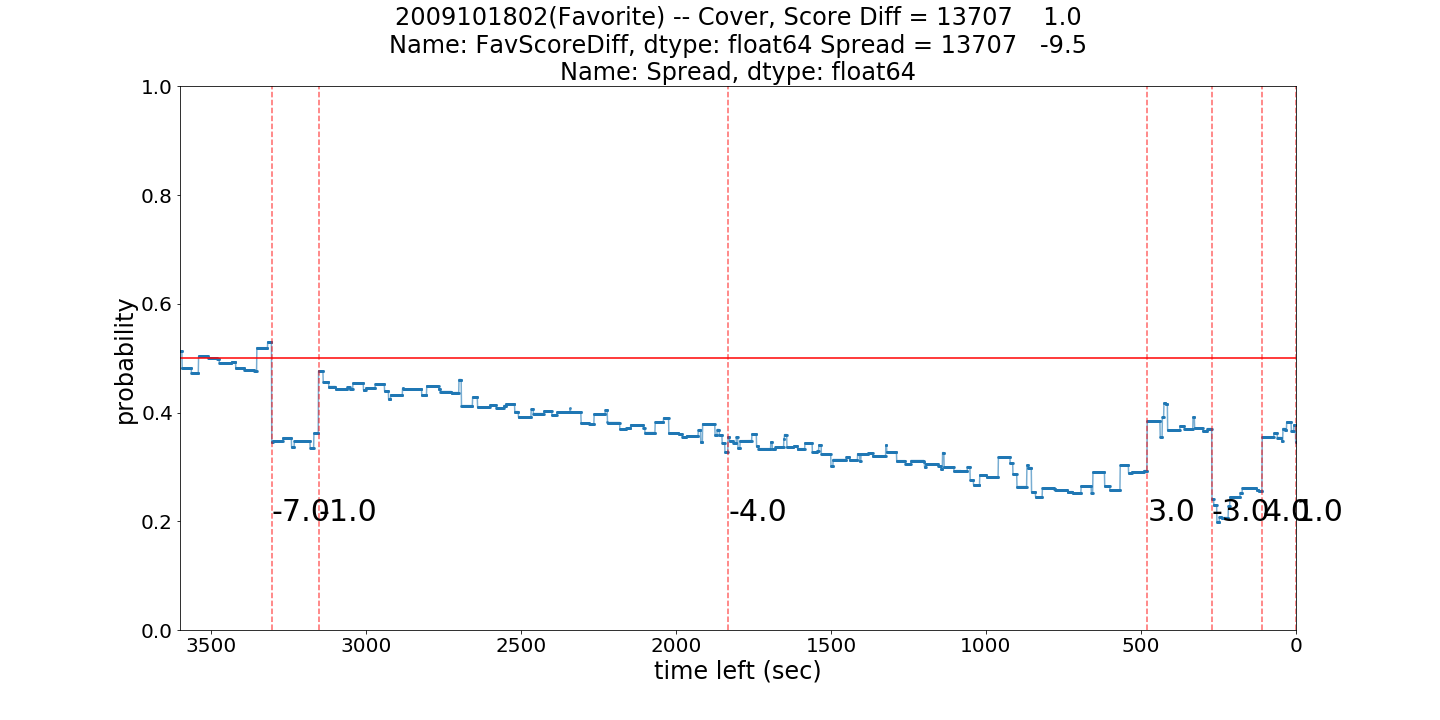 2009101802(Favorite) -- Cover, Score Diff = 13707    1.0
Name: FavScoreDiff, dtype: float64 Spread = 13707   -9.5
Name: Spread, dtype: float64
1.0
0.8
0.6
0.4
0.2
0.0
probability
-7.0
-1.0
-4.0
3.0
-3.0
4.0
1.0
3500 3000 2500 2000 1500 1000 500 0
time left (sec)